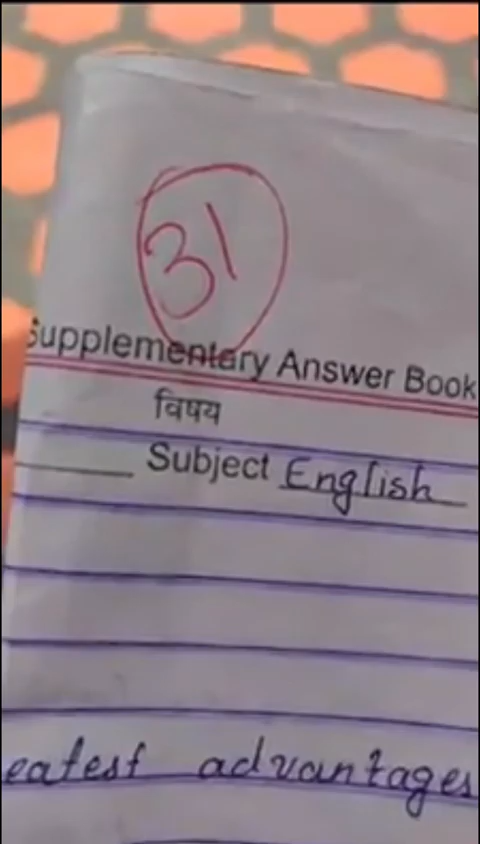 31
Supplementary Answer Book
विषय
Subject English
eatest advantages